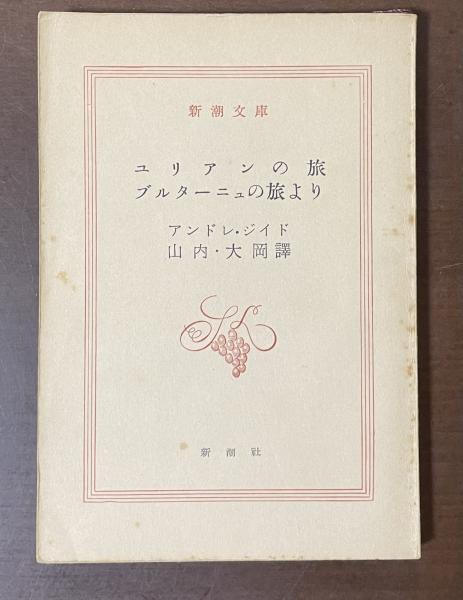 新潮文庫
ユリアンの旅
ブルターニュの旅より
アンドレ・ジイド
山内・大岡譯
新潮社